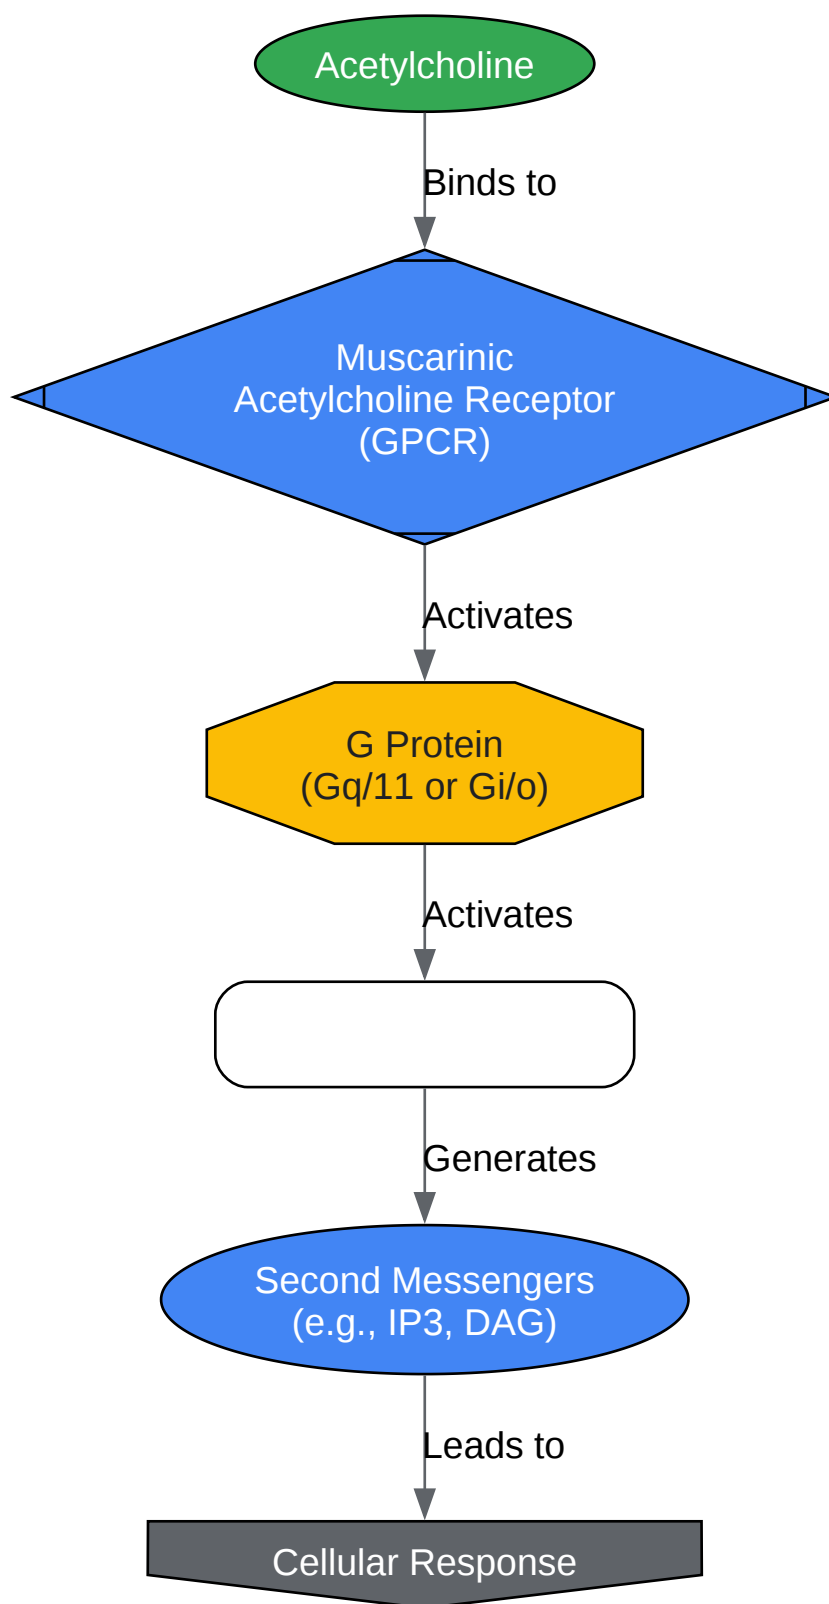 Acetylcholine
Binds to
Muscarinic
Acetylcholine Receptor
(GPCR)
Activates
G Protein
(Gq/11 or Gi/o)
Activates
Generates
Second Messengers
(e.g., IP3, DAG)
Leads to
Cellular Response